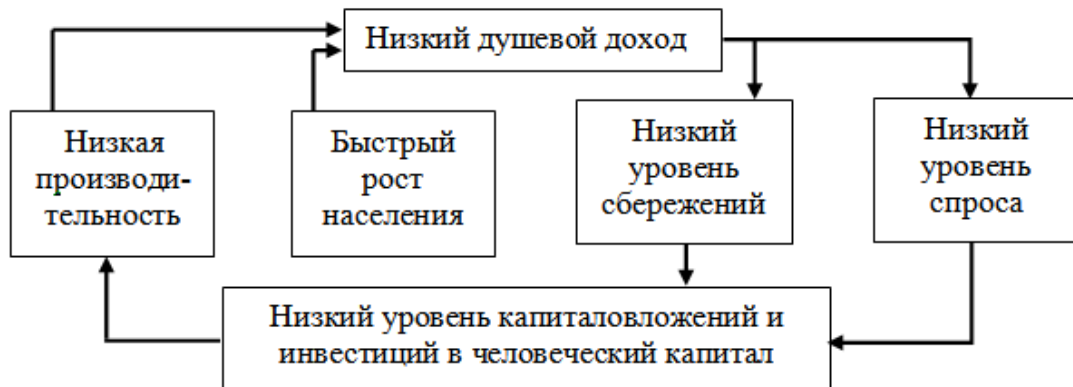 Низкий душевой доход
Низкая
производи-
тельность
Быстрый
рост
населения
Низкий
уровень
сбережений
Низкий
уровень
спроса
Низкий уровень капиталовложений и
инвестиций в человеческий капитал